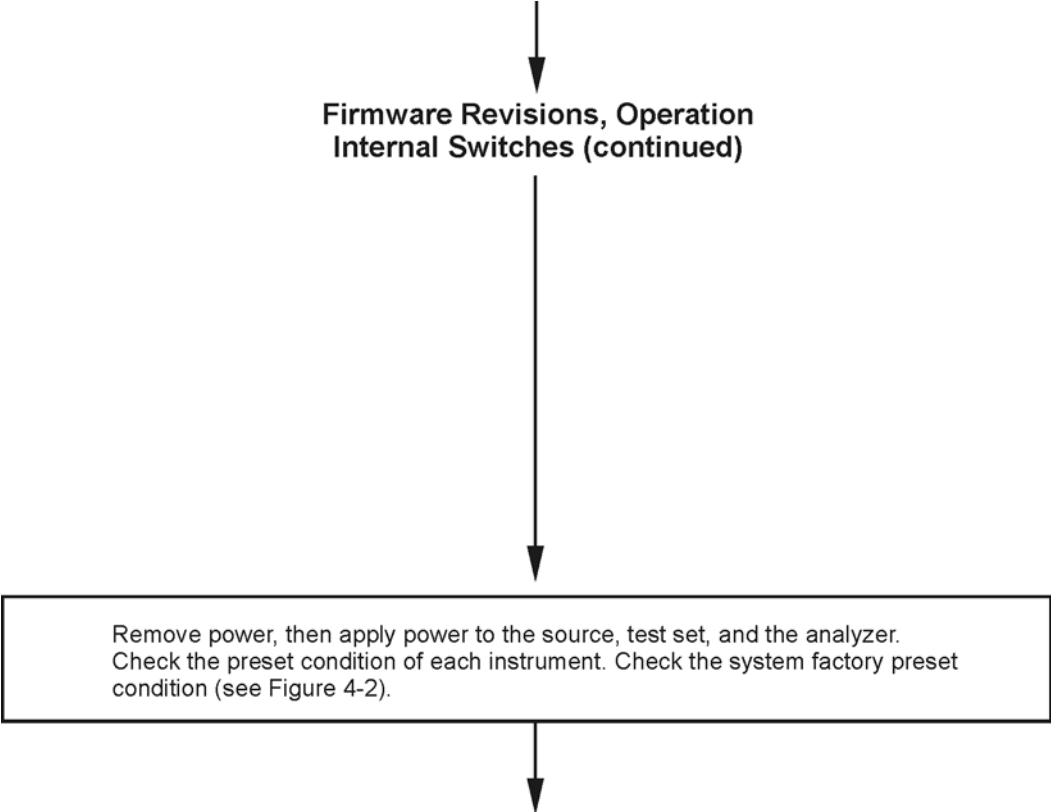 Firmware Revisions, Operation
Internal Switches (continued)
Remove power, then apply power to the source, test set, and the analyzer.
Check the preset condition of each instrument. Check the system factory preset
condition (see Figure 4-2).